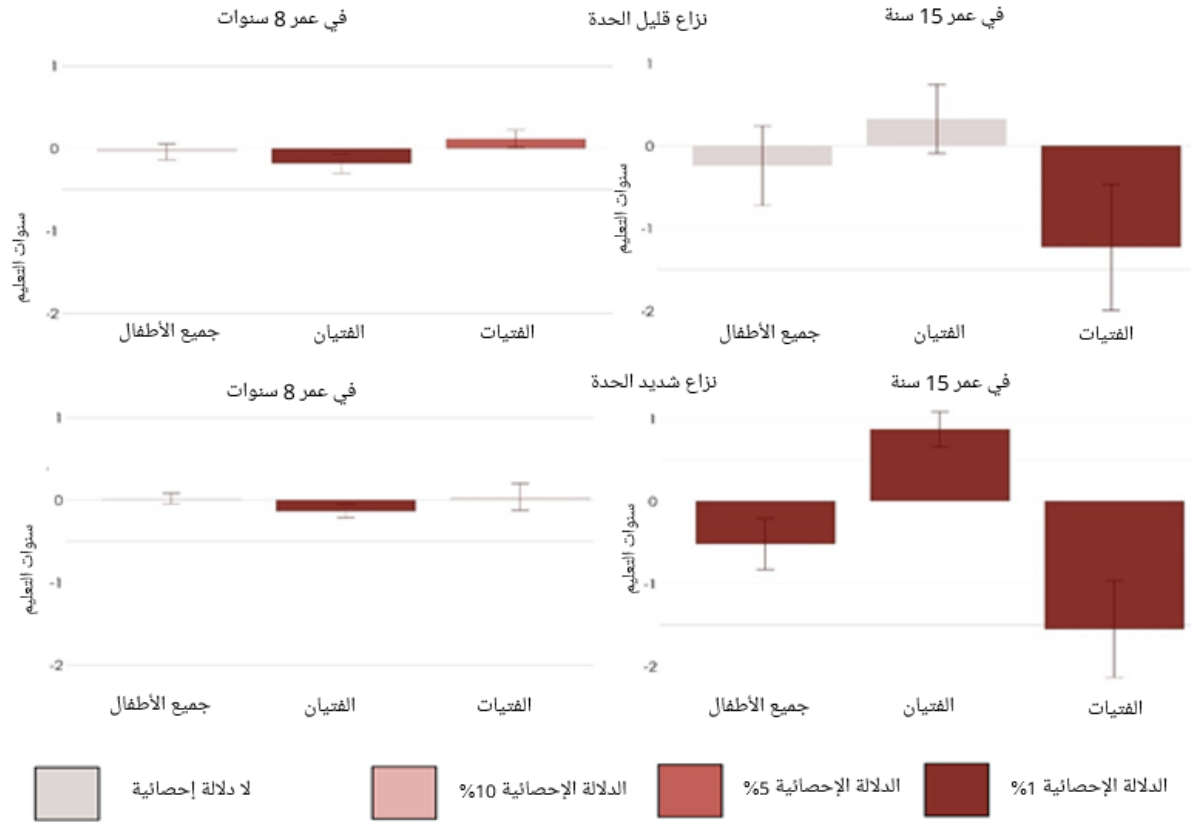 نزاع قليل الحدة
في عمر 8 سنوات
1
0
-1
-2
سنوات التعليم
جميع الأطفال
الفتيان
الفتيات
في عمر 15 سنة
1
0
-1
-2
سنوات التعليم
جميع الأطفال
الفتيان
الفتيات
نزاع شديد الحدة
في عمر 8 سنوات
1
0
-1
-2
سنوات التعليم
جميع الأطفال
الفتيان
الفتيات
في عمر 15 سنة
1
0
-1
-2
سنوات التعليم
جميع الأطفال
الفتيان
الفتيات
الدلالة الإحصائية 1%
الدلالة الإحصائية 5%
الدلالة الإحصائية 10%
لا دلالة إحصائية